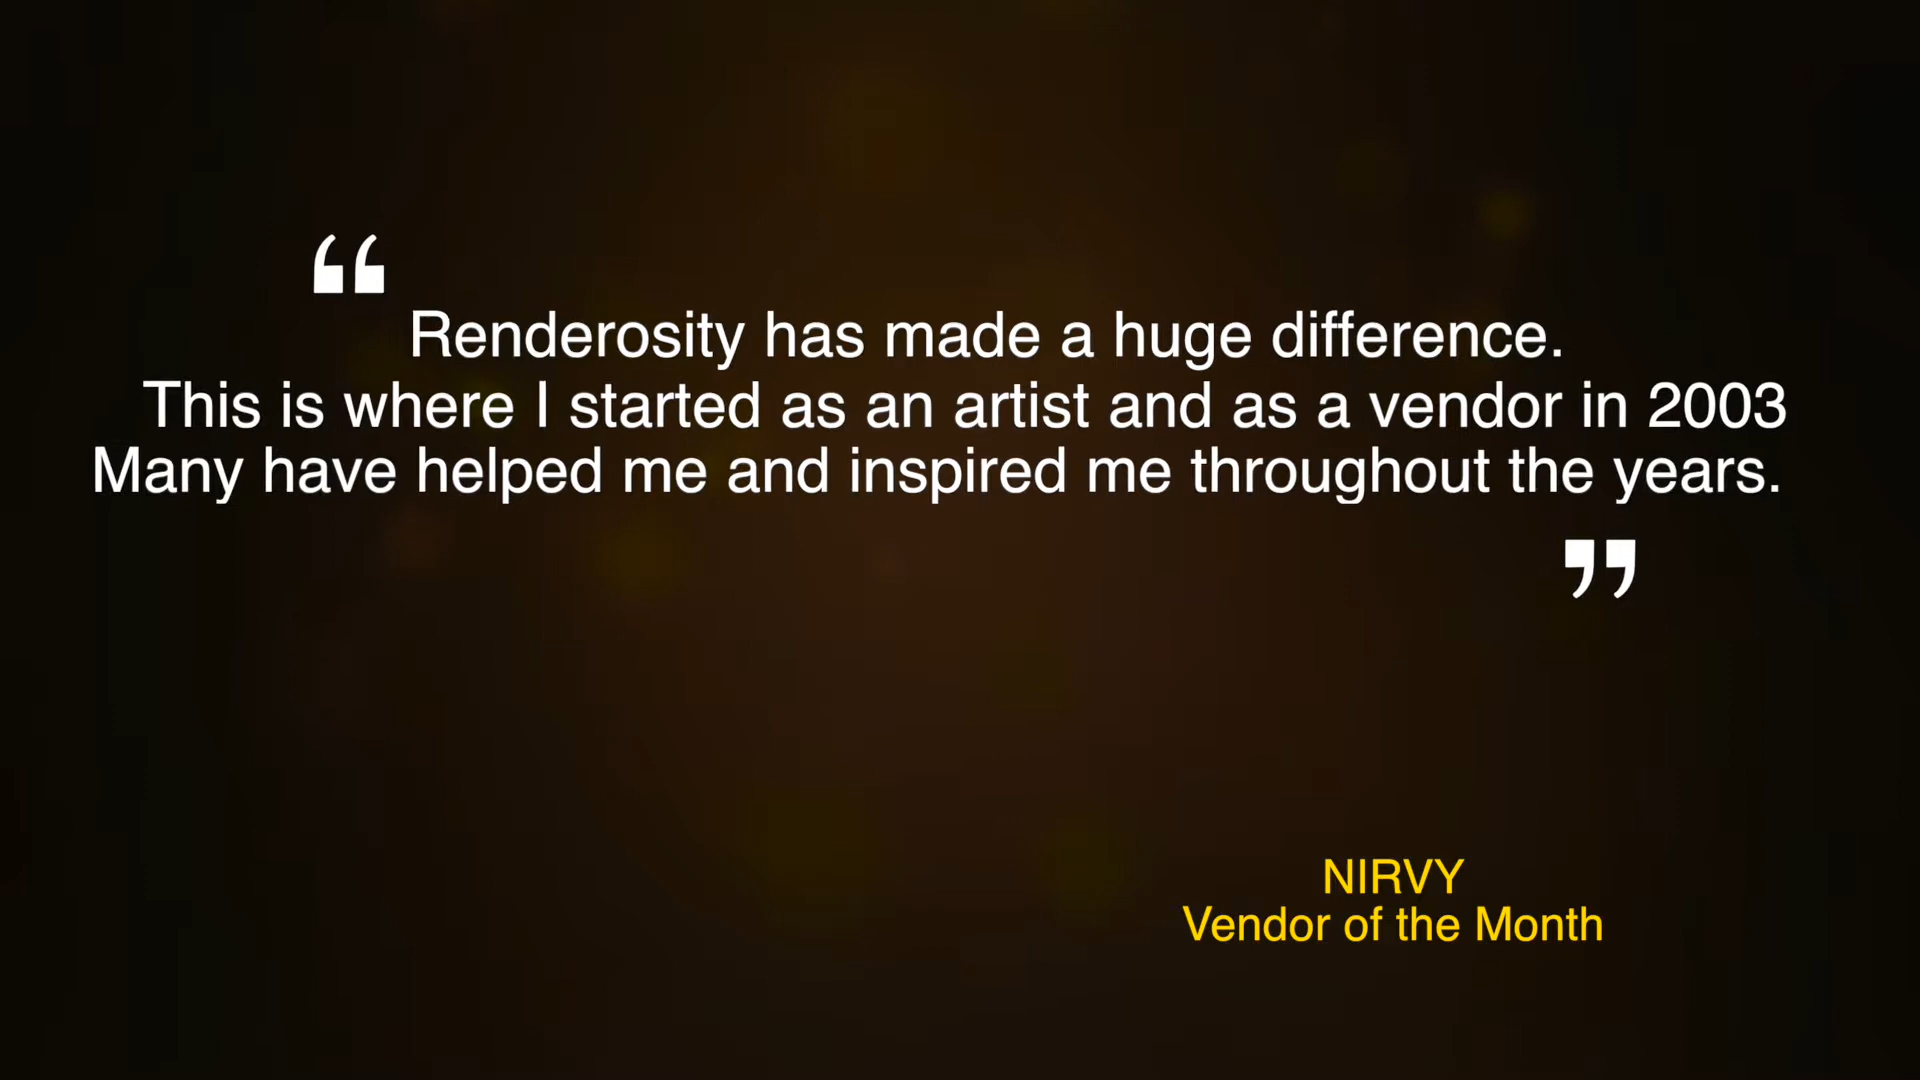 “
Renderosity has made a huge difference.
This is where I started as an artist and as a vendor in 2003
Many have helped me and inspired me throughout the years.
”
NIRVY
Vendor of the Month